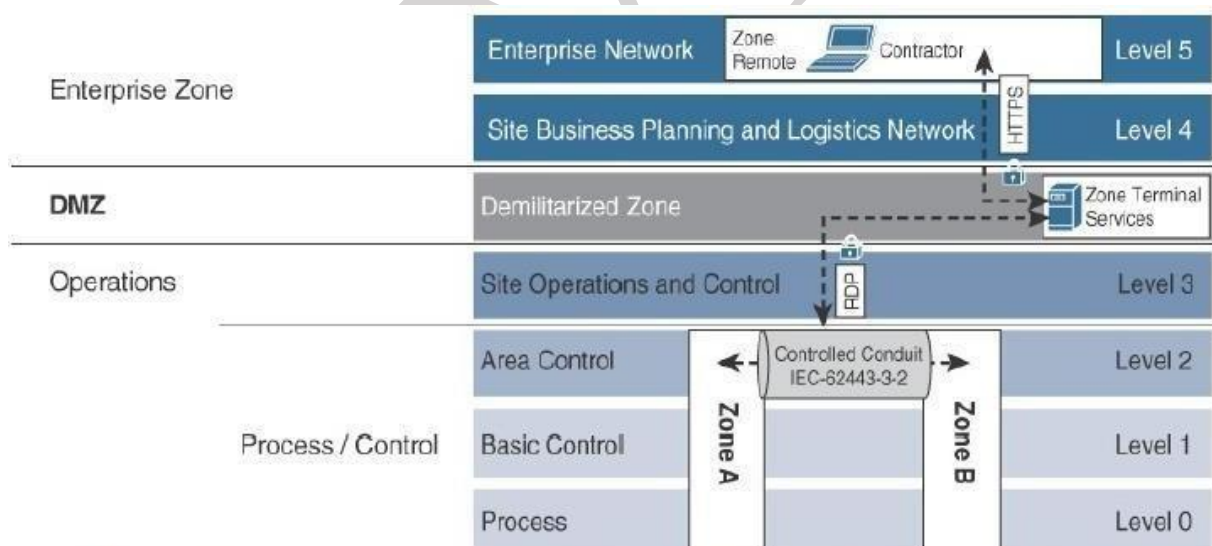 Enterprise Network
Zone
Remote
Contractor
Level 5
Enterprise Zone
HTTPS
Site Business Planning and Logistics Network
Level 4
DMZ
Demilitarized Zone
Zone Terminal
Services
Operations
Site Operations and Control
RDP
Level 3
Area Control
Controlled Conduit
IEC-62443-3-2
Level 2
Process / Control
Basic Control
Zone A
Zone B
Level 1
Process
Level 0